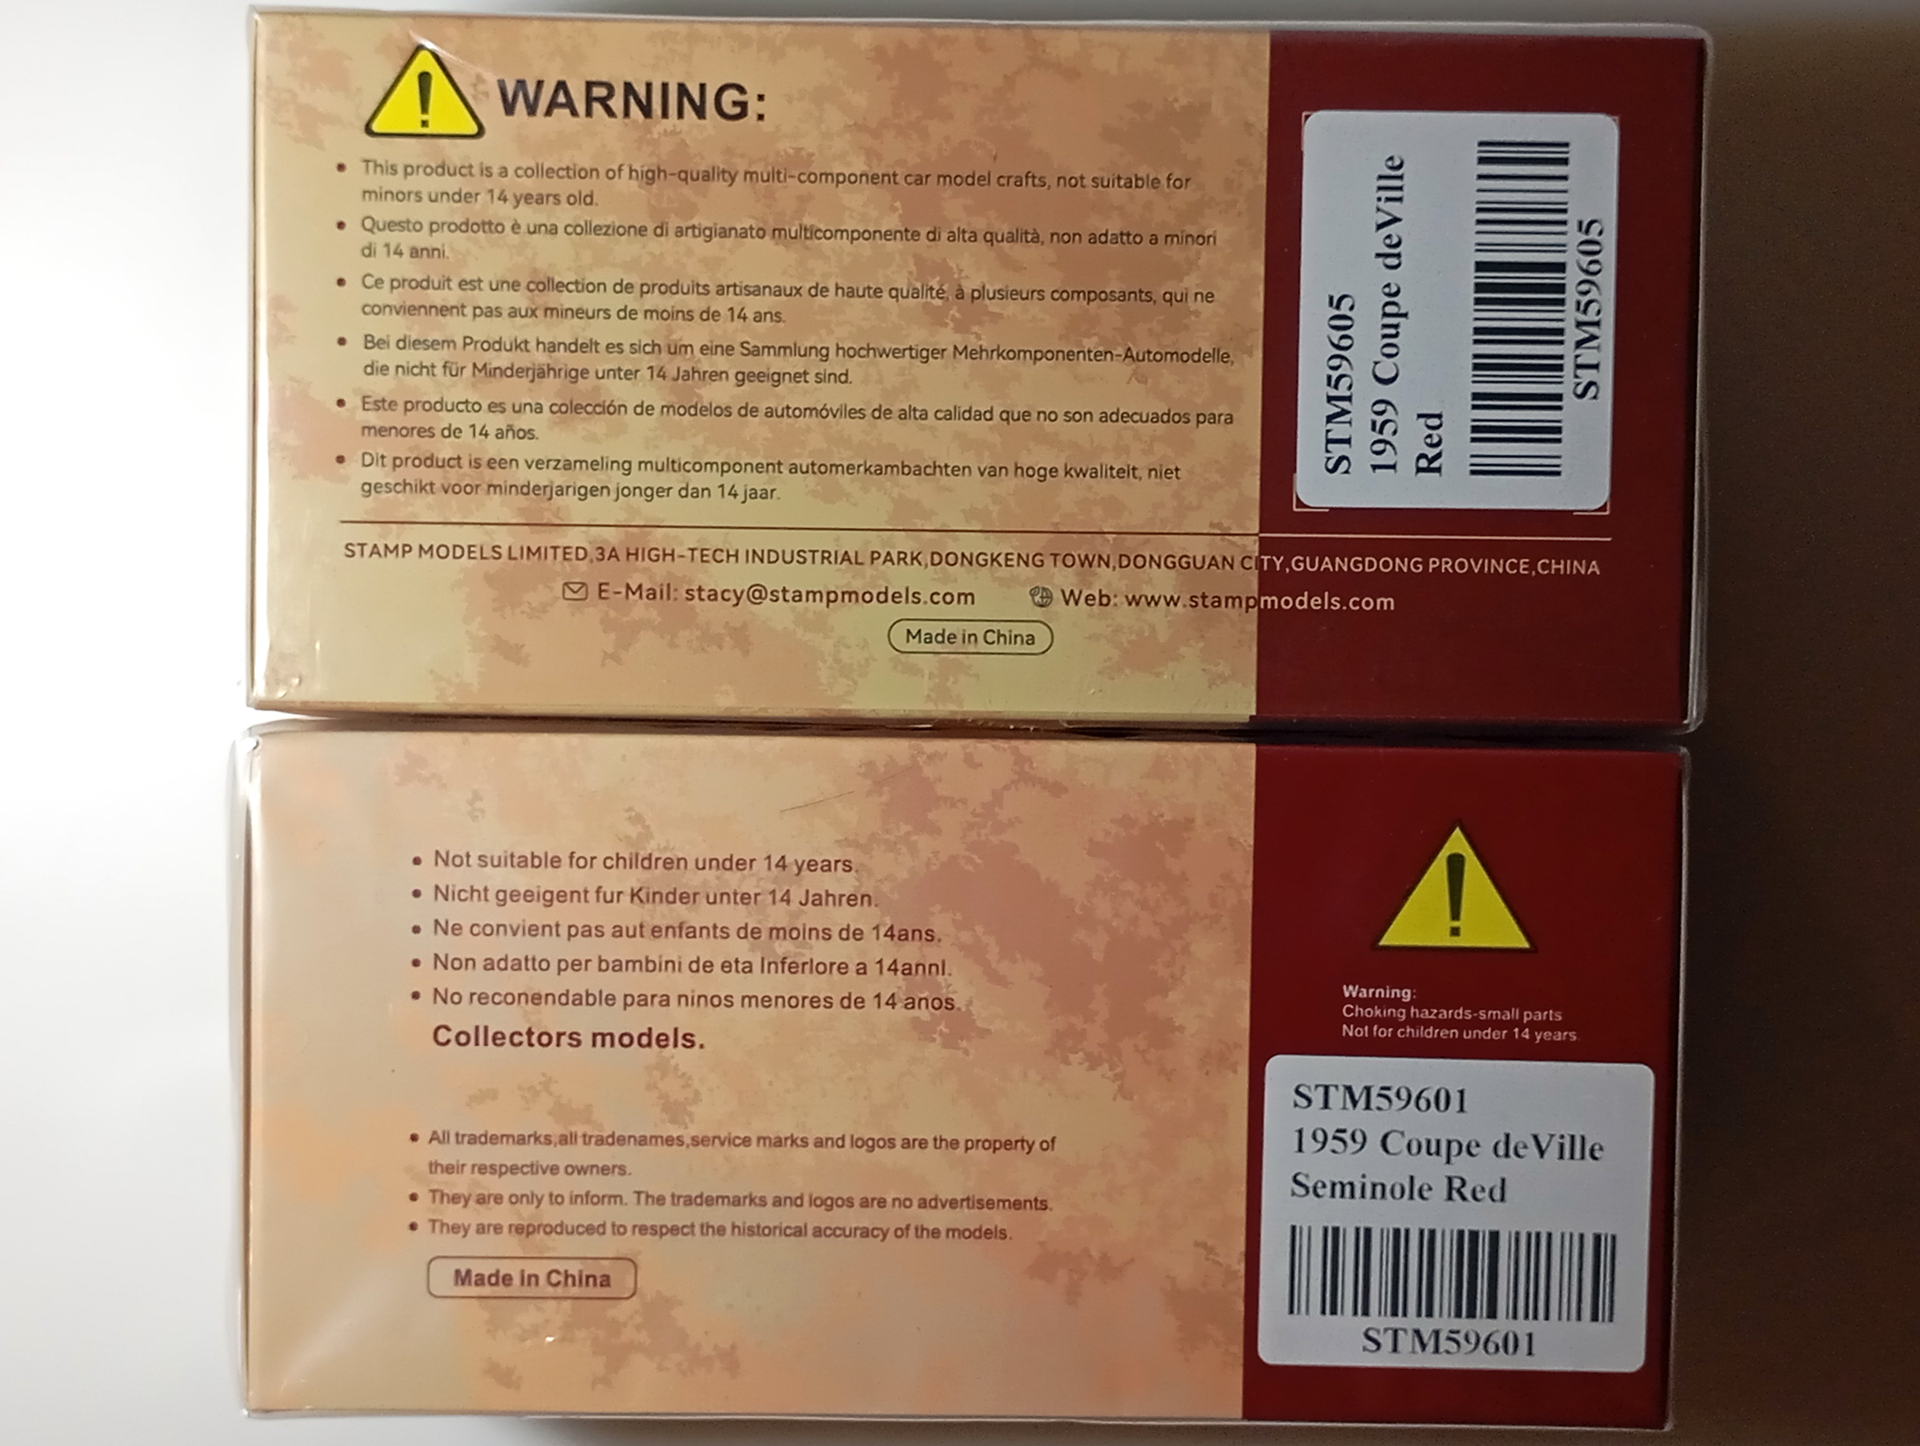 WARNING:
• This product is a collection of high-quality multi-component car model crafts, not suitable for
minors under 14 years old.
• Questo prodotto è una collezione di artigianato multicomponente di alta qualità, non adatto a minori
di 14 anni.
• Ce produit est une collection de produits artisanaux de haute qualité, à plusieurs composants, qui ne
conviennent pas aux mineurs de moins de 14 ans.
• Bei diesem Produkt handelt es sich um eine Sammlung hochwertiger Mehrkomponenten-Automodelle,
die nicht für Minderjährige unter 14 Jahren geeignet sind.
• Este producto es una colección de modelos de automóviles de alta calidad que no son adecuados para
menores de 14 años.
• Dit product is een verzameling multicomponent automerkambachten van hoge kwaliteit, niet
geschikt voor minderjarigen jonger dan 14 jaar.
STAMP MODELS LIMITED,3A HIGH-TECH INDUSTRIAL PARK,DONGKENG TOWN,DONGGUAN CITY,GUANGDONG PROVINCE,CHINA
E-Mail: stacy@stampmodels.com Web: www.stampmodels.com
Made in China
STM59605
1959 Coupe deVille
Red
STM59605
• Not suitable for children under 14 years.
• Nicht geeigent fur Kinder unter 14 Jahren.
• Ne convient pas aut enfants de moins de 14ans.
• Non adatto per bambini de eta Inferlore a 14annl.
• No reconendable para ninos menores de 14 anos.
Collectors models.
• All trademarks,all tradenames,service marks and logos are the property of
their respective owners.
• They are only to inform. The trademarks and logos are no advertisements.
• They are reproduced to respect the historical accuracy of the models.
Made in China
Warning:
Choking hazards-small parts
Not for children under 14 years.
STM59601
1959 Coupe deVille
Seminole Red
STM59601